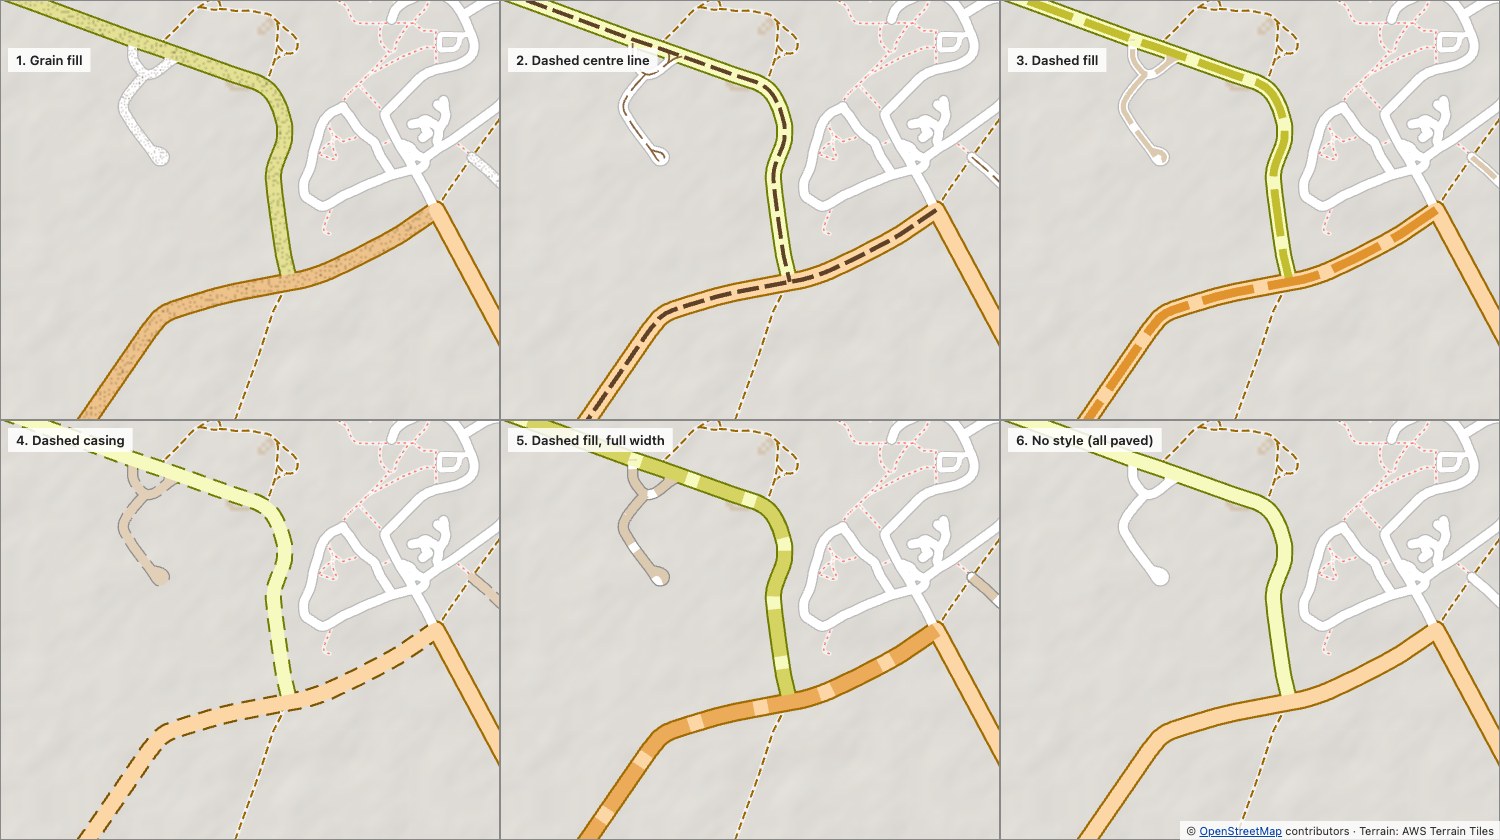 1. Grain fill
2. Dashed centre line
3. Dashed fill
4. Dashed casing
5. Dashed fill, full width
6. No style (all paved)
© OpenStreetMap contributors · Terrain: AWS Terrain Tiles